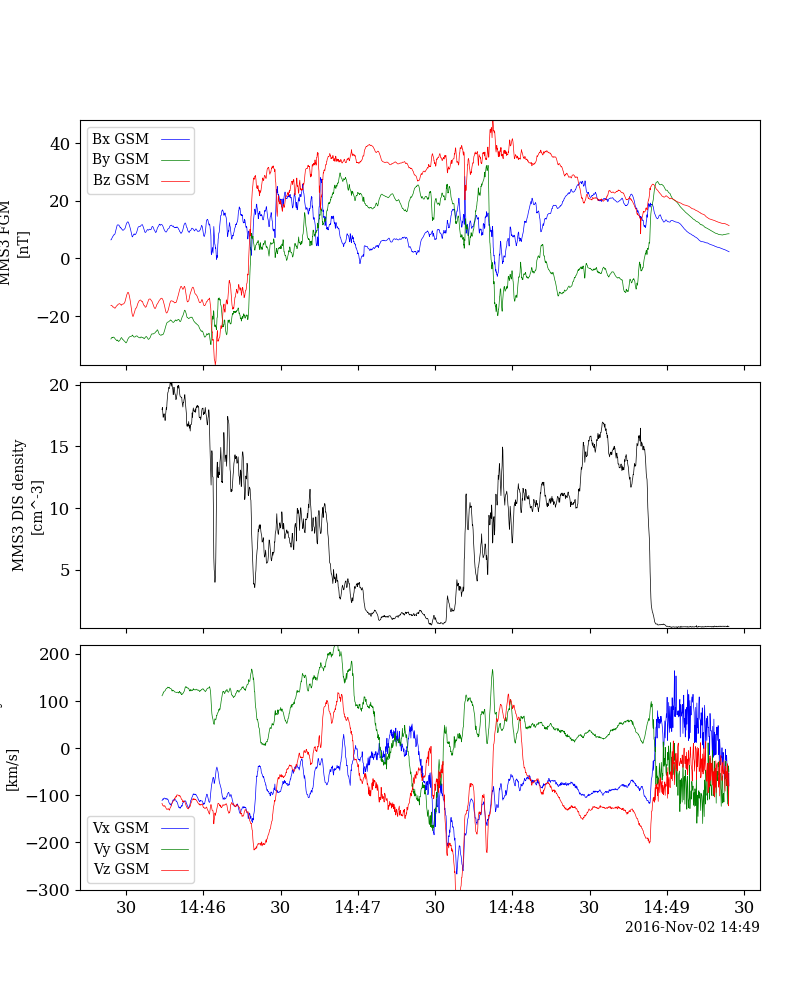 Bx GSM
By GSM
Bz GSM
40
20
0
−20
MMS3 FGM
[nT]
20
15
10
5
MMS3 DIS density
[cm^-3]
200
100
0
−100
−200
−300
[km/s]
Vx GSM
Vy GSM
Vz GSM
30 14:46 30 14:47 30 14:48 30 14:49 30
2016-Nov-02 14:49